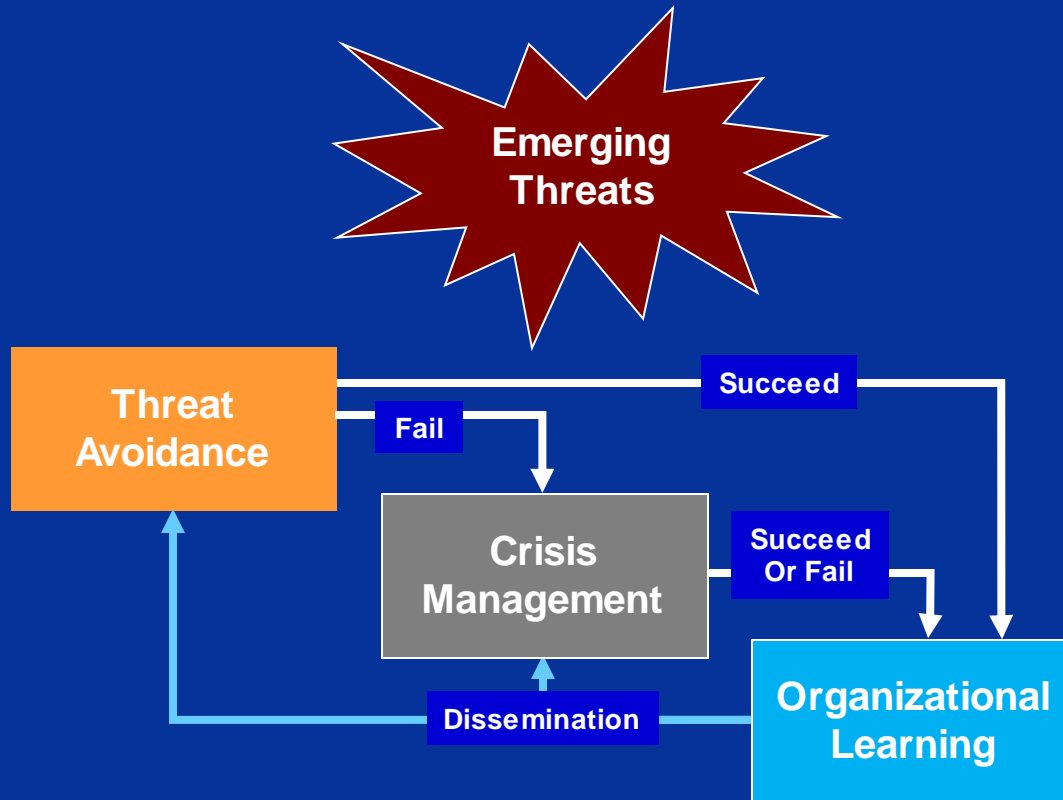 Emerging
Threats
Threat
Avoidance
Succeed
Fail
Crisis
Management
Succeed
Or Fail
Organizational
Learning
Dissemination